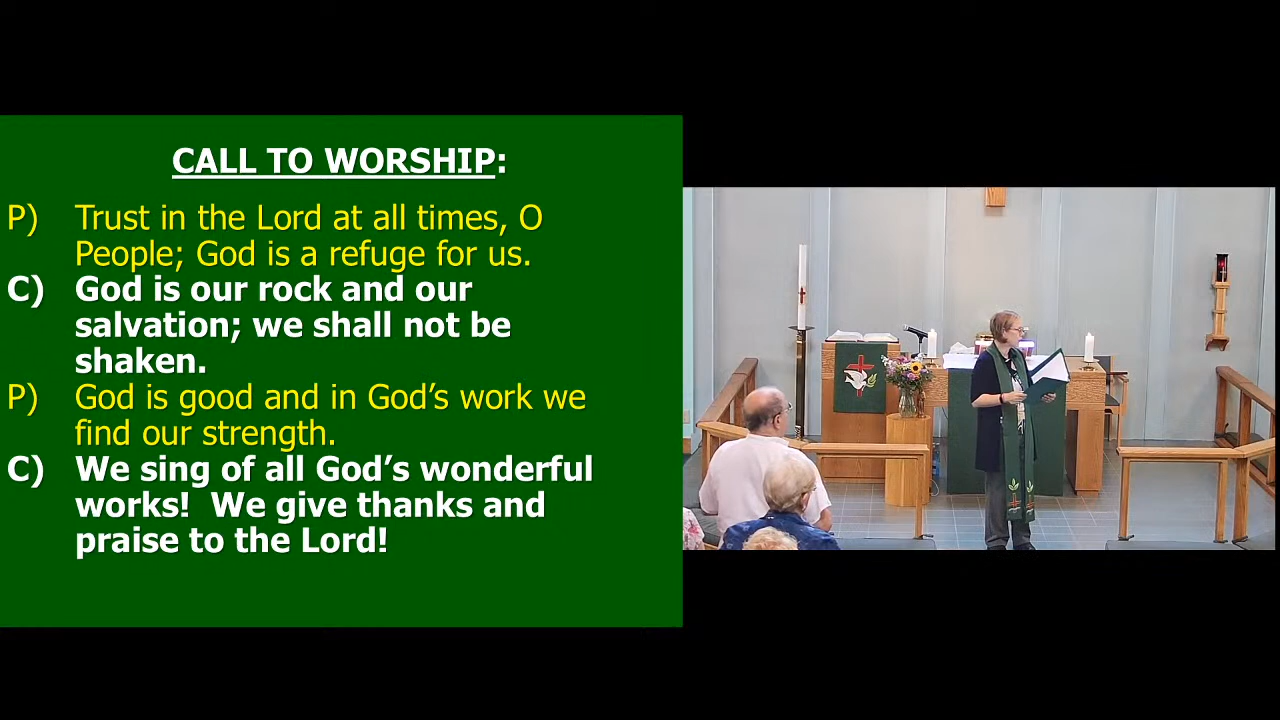 CALL TO WORSHIP:
P) Trust in the Lord at all times, O
People; God is a refuge for us.
C) God is our rock and our
salvation; we shall not be
shaken.
P) God is good and in God’s work we
find our strength.
C) We sing of all God’s wonderful
works!  We give thanks and
praise to the Lord!